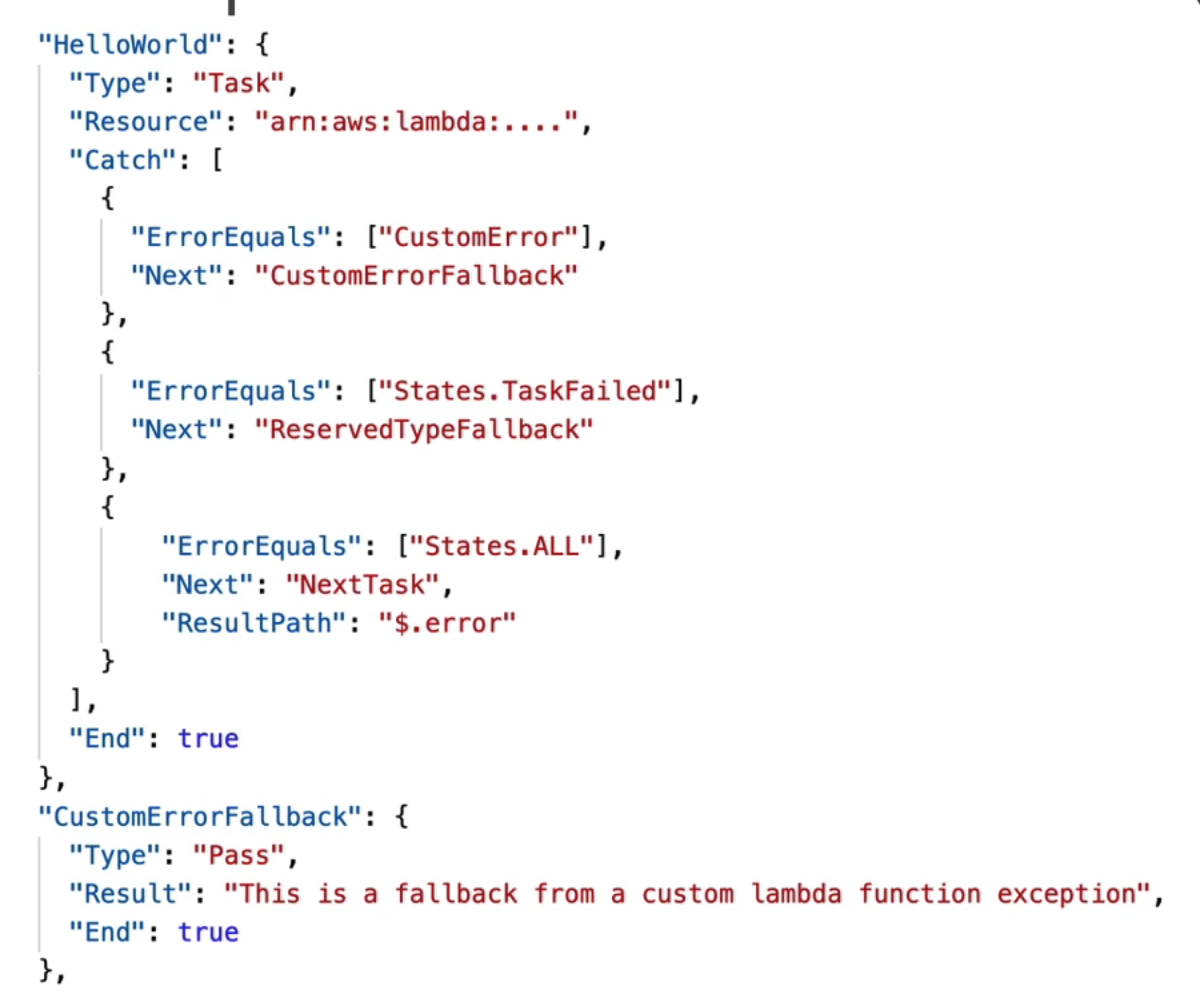 "HelloWorld": {
"Type": "Task",
"Resource": "arn:aws:lambda:....",
"Catch": [
{
"ErrorEquals": ["CustomError"],
"Next": "CustomErrorFallback"
},
{
"ErrorEquals": ["States.TaskFailed"],
"Next": "ReservedTypeFallback"
},
{
"ErrorEquals": ["States.ALL"],
"Next": "NextTask",
"ResultPath": "$.error"
}
],
"End": true
},
"CustomErrorFallback": {
"Type": "Pass",
"Result": "This is a fallback from a custom lambda function exception",
"End": true
},